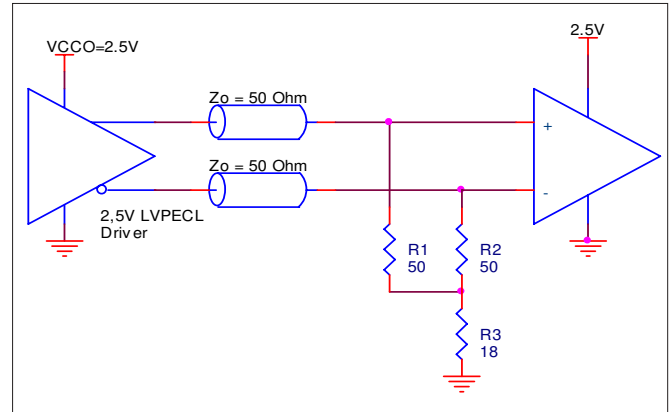 VCCO=2.5V
2.5V
Zo = 50 Ohm
+
Zo = 50 Ohm
-
2,5V LVPECL
Driver
R1
50
R2
50
R3
18